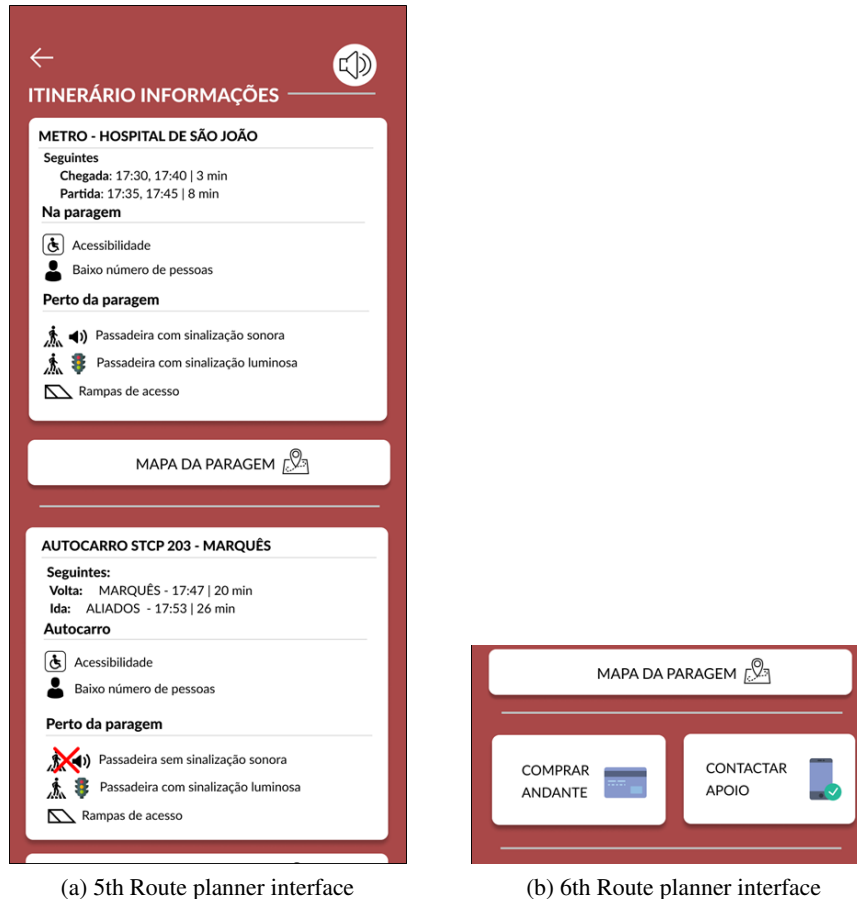 ITINERÁRIO INFORMAÇÕES
METRO - HOSPITAL DE SÃO JOÃO
Seguintes
Chegada: 17:30, 17:40 | 3 min
Partida: 17:35, 17:45 | 8 min
Na paragem
Acessibilidade
Baixo número de pessoas
Perto da paragem
Passadeira com sinalização sonora
Passadeira com sinalização luminosa
Rampas de acesso
MAPA DA PARAGEM
AUTOCARRO STCP 203 - MARQUÊS
Seguintes:
Volta: MARQUÊS - 17:47 | 20 min
Ida: ALIADOS - 17:53 | 26 min
Autocarro
Acessibilidade
Baixo número de pessoas
Perto da paragem
Passadeira sem sinalização sonora
Passadeira com sinalização luminosa
Rampas de acesso
(a) 5th Route planner interface
MAPA DA PARAGEM
COMPRAR
ANDANTE
CONTACTAR
APOIO
(b) 6th Route planner interface